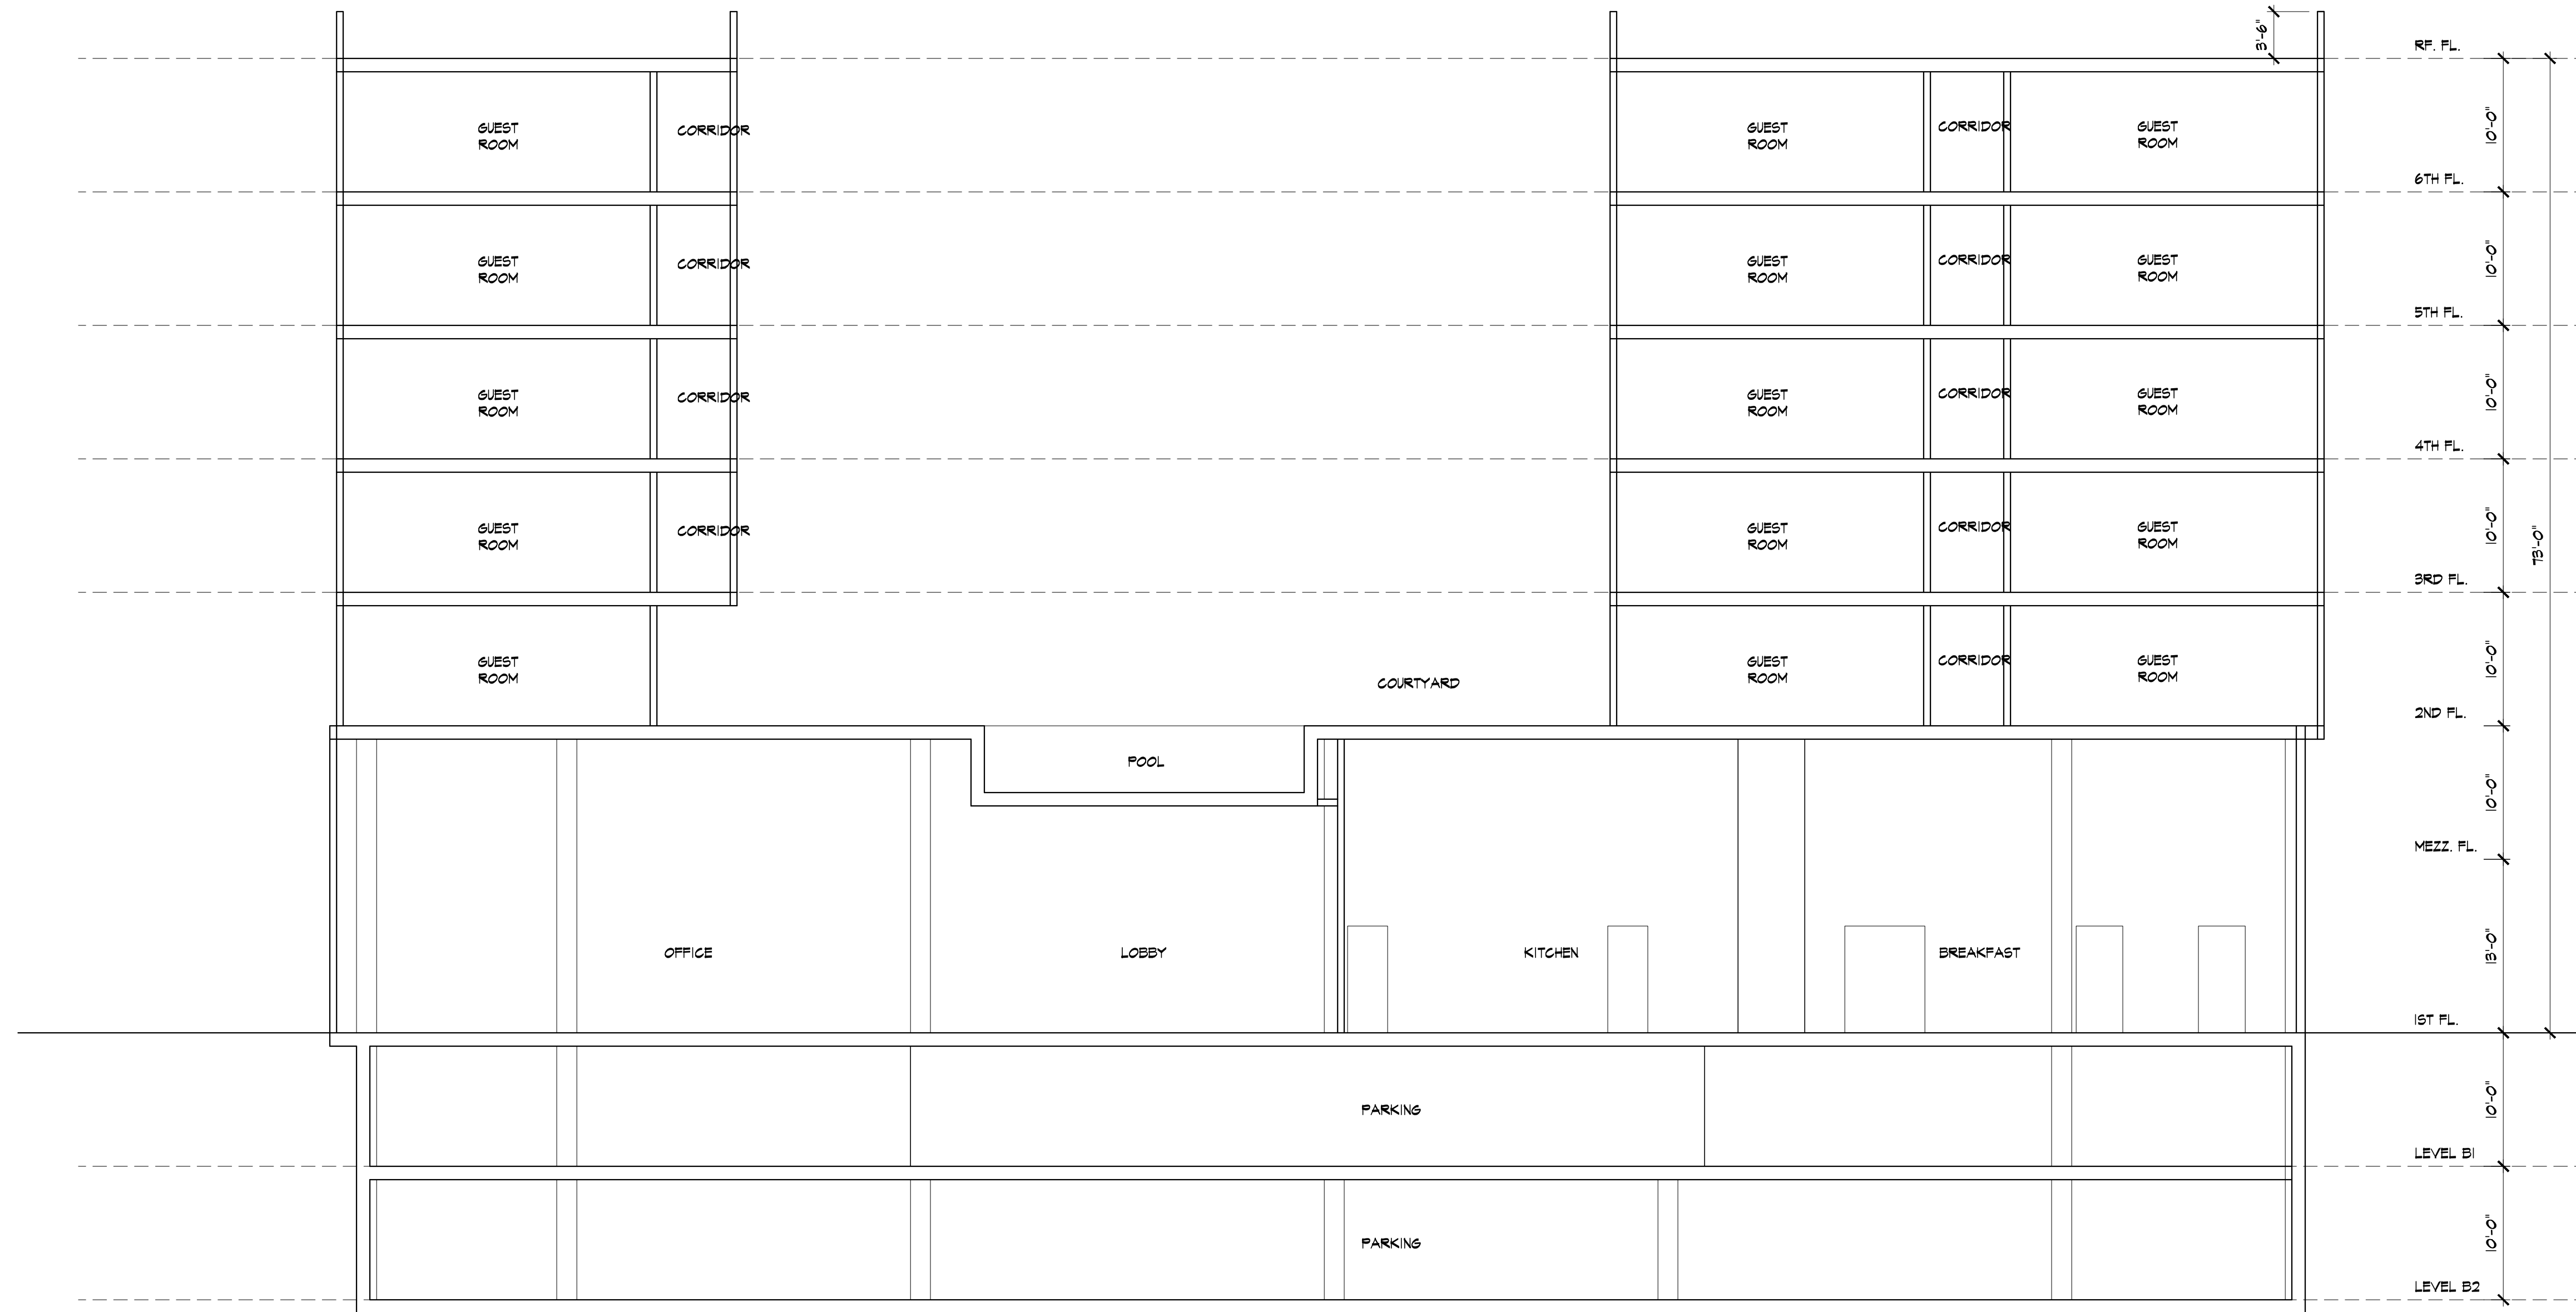 3'-6"
RF. FL.
GUEST
ROOM
CORRIDOR
GUEST
ROOM
CORRIDOR
GUEST
ROOM
10'-0"
6TH FL.
GUEST
ROOM
CORRIDOR
GUEST
ROOM
CORRIDOR
GUEST
ROOM
10'-0"
5TH FL.
GUEST
ROOM
CORRIDOR
GUEST
ROOM
CORRIDOR
GUEST
ROOM
10'-0"
4TH FL.
GUEST
ROOM
CORRIDOR
GUEST
ROOM
CORRIDOR
GUEST
ROOM
10'-0"
73'-0"
3RD FL.
GUEST
ROOM
COURTYARD
GUEST
ROOM
CORRIDOR
GUEST
ROOM
10'-0"
2ND FL.
POOL
10'-0"
MEZZ. FL.
OFFICE
LOBBY
KITCHEN
BREAKFAST
13'-0"
1ST FL.
PARKING
10'-0"
LEVEL B1
PARKING
10'-0"
LEVEL B2